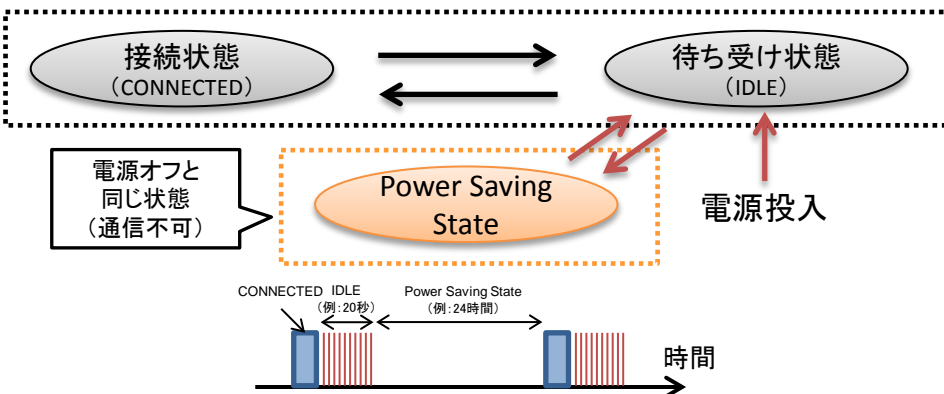 接続状態
（CONNECTED）
待ち受け状態
（IDLE）
電源オフと
同じ状態
（通信不可）
Power Saving
State
電源投入
CONNECTED
IDLE
（例：20秒）
Power Saving State
（例：24時間）
時間